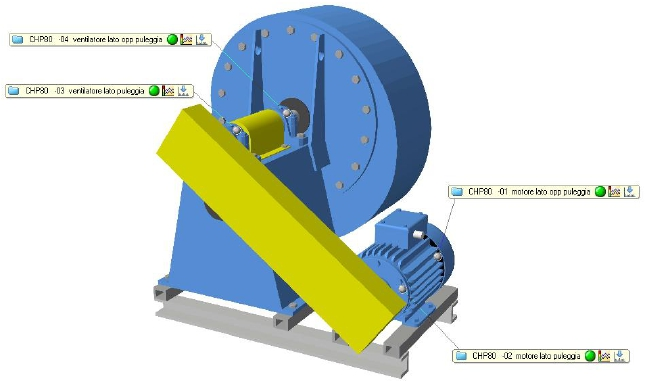 CHP80 -04 ventilatore lato opp puleggia
CHP80 -03 ventilatore lato puleggia
CHP80 -01 motore lato opp puleggia
CHP80 -02 motore lato puleggia